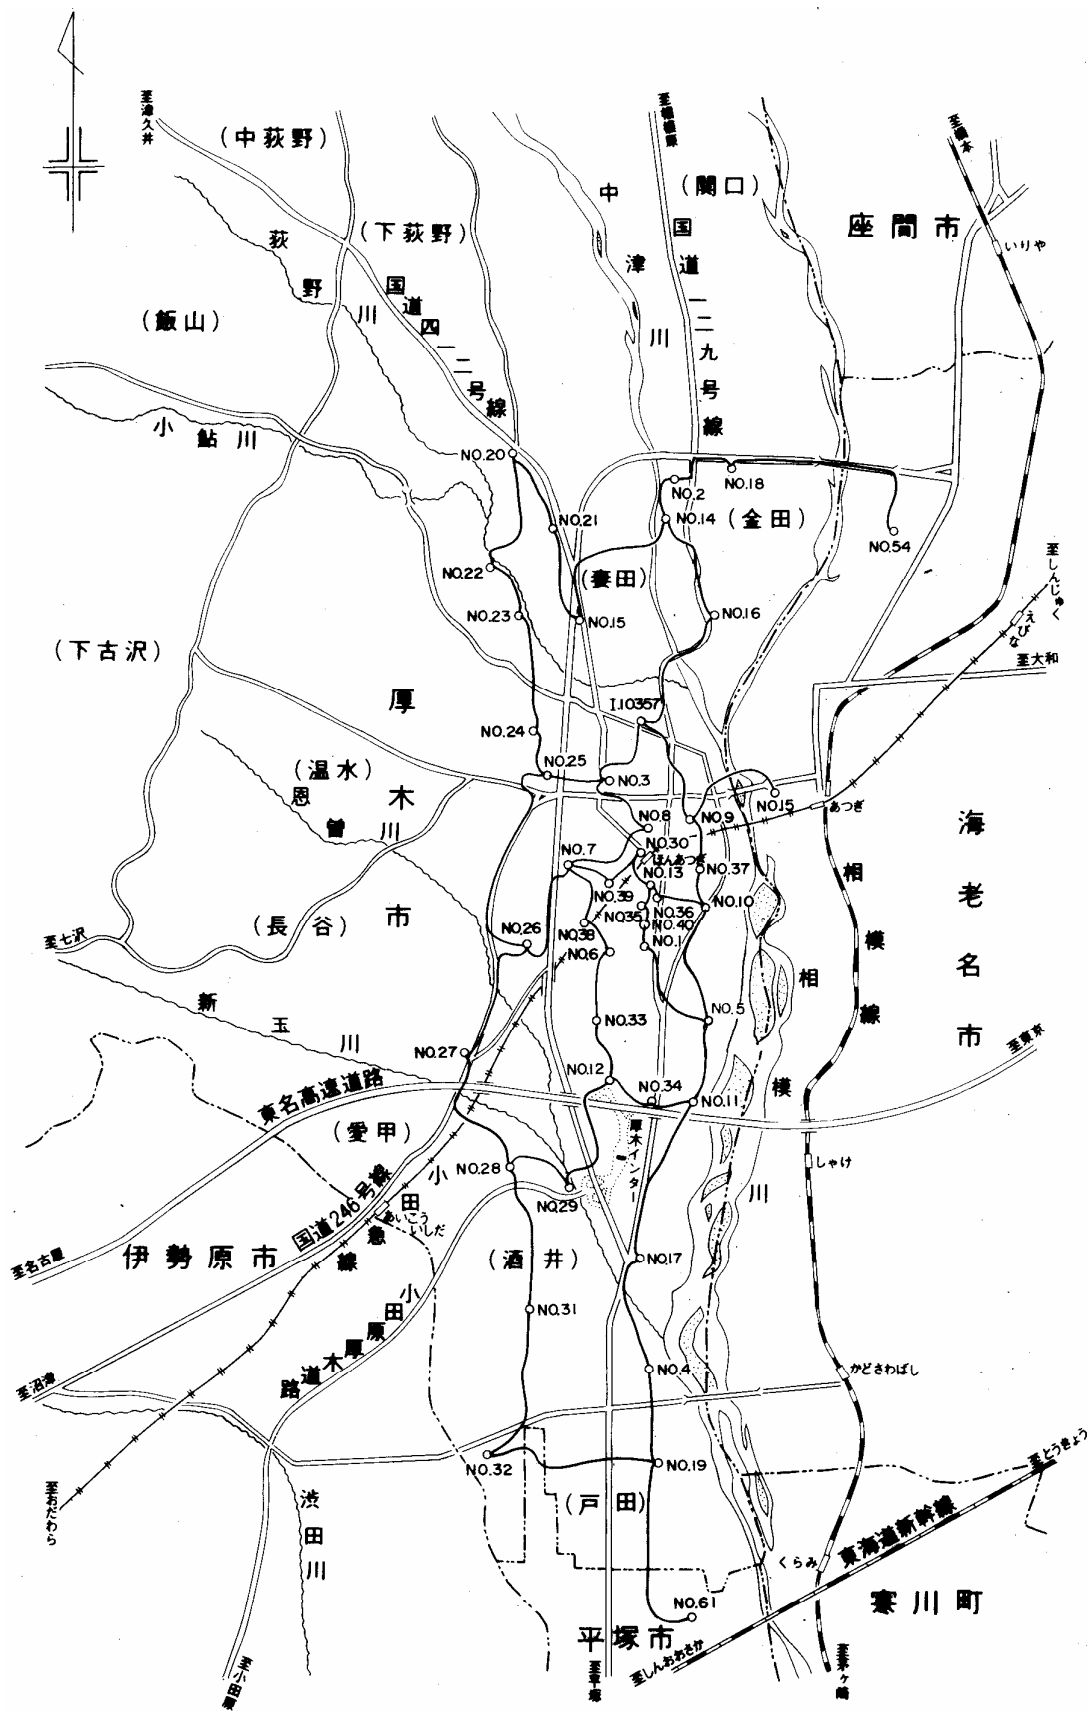 至津久井
(中荻野)
(関口)
至橋本
座間市
いりや
(下荻野)
荻野川
中津川
国道一二九号線
国道四一二号線
(飯山)
小鮎川
NO.20
NO.2
NO.18
NO.14
(金田)
NO.21
NO.54
NO.22
(妻田)
至しんじゅく
NO.23
NO.15
NO.16
えびな
(下古沢)
至大和
厚木市
I.10357
NO.24
NO.25
(温水)
恩曽川
NO.3
NO.15
あつぎ
NO.8
NO.9
海老名市
NO.30
ほんあつぎ
NO.7
NO.13
NO.37
相模線
NO.39
NO.10
NO.35
NO.36
(長谷)
NO.38
NO.40
至七沢
NO.26
NO.6
NO.1
相模川
新玉川
NO.33
NO.5
至東京
NO.27
NO.12
NO.34
NO.11
東名高速道路
(愛甲)
厚木インター
しゃけ
NO.28
NO.29
国道246号線
小田急線
あいこういしだ
至名古屋
伊勢原市
(酒井)
NO.17
小田原厚木道路
NO.31
至沼津
NO.4
かどさわばし
NO.32
NO.19
至とうきょう
至おだわら
渋田川
(戸田)
くらみ
東海道新幹線
NO.61
寒川町
平塚市
至しんおおさか
至小田原
至平塚
至茅ヶ崎